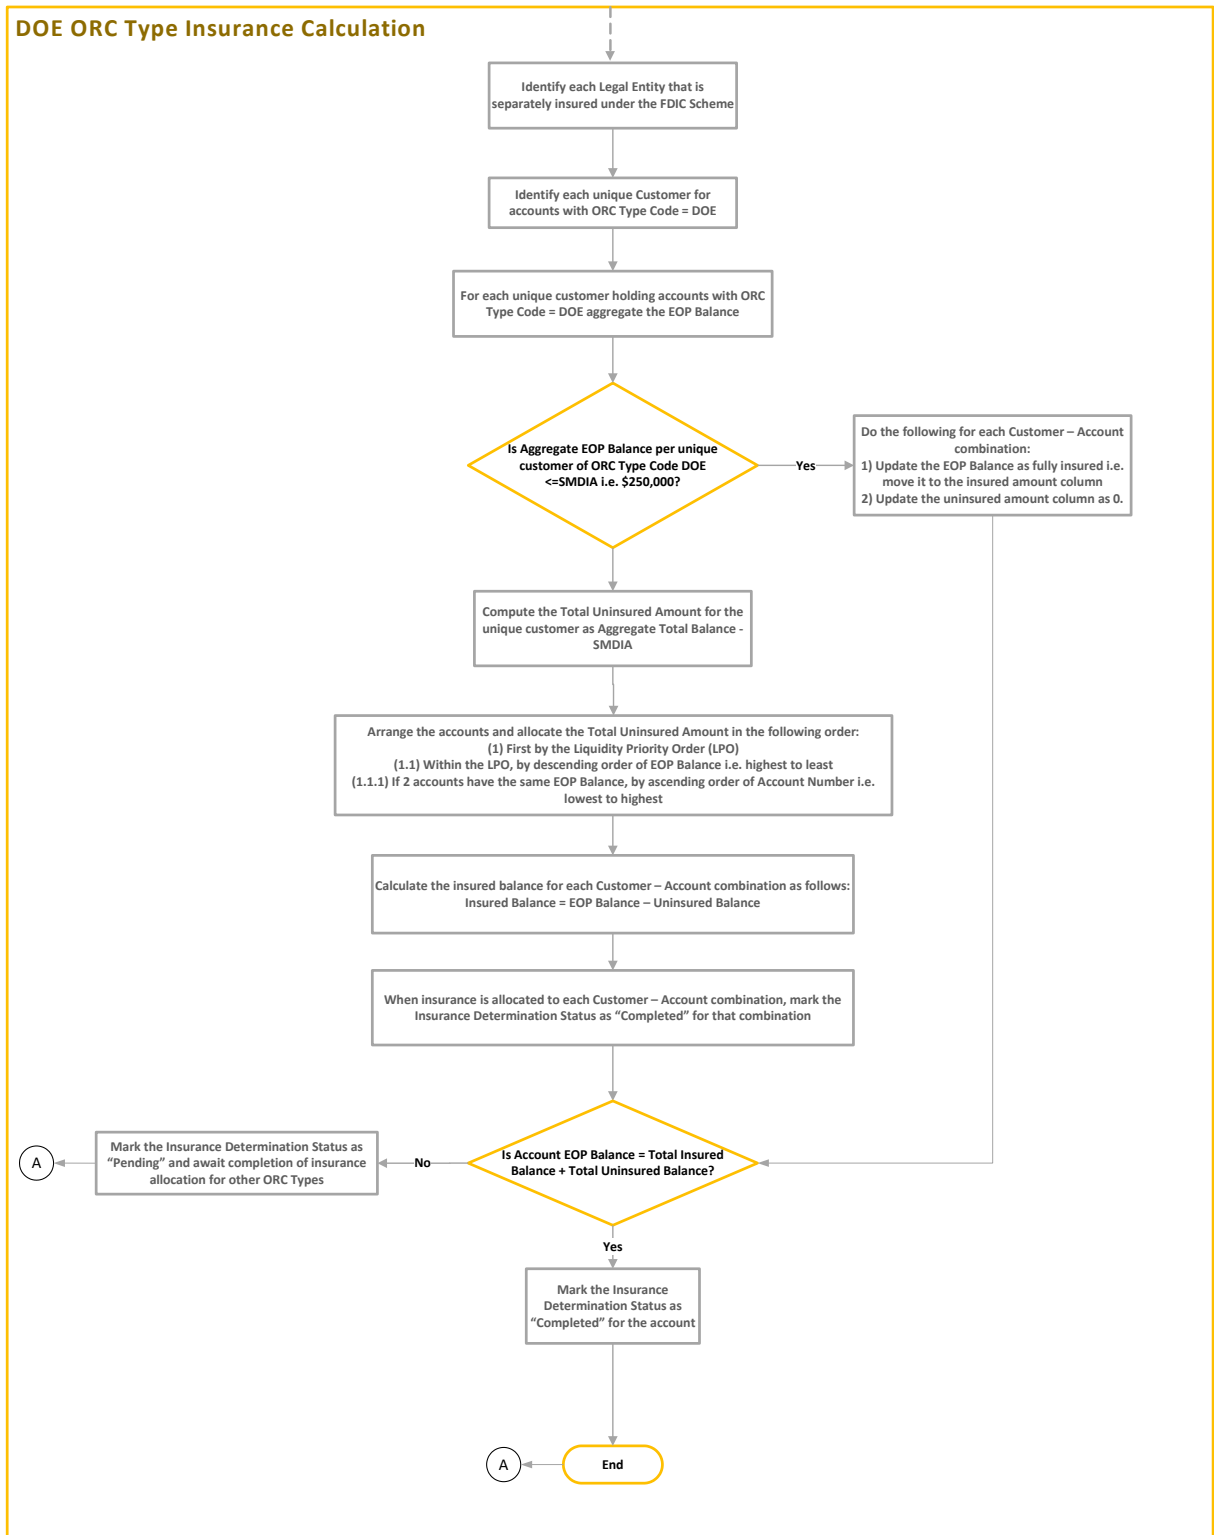 DOE ORC Type Insurance Calculation
Identify each Legal Entity that is
separately insured under the FDIC Scheme
Identify each unique Customer for
accounts with ORC Type Code = DOE
For each unique customer holding accounts with ORC
Type Code = DOE aggregate the EOP Balance
Is Aggregate EOP Balance per unique
customer of ORC Type Code DOE
<=SMDIA i.e. $250,000?
Yes
Do the following for each Customer – Account
combination:
1) Update the EOP Balance as fully insured i.e.
move it to the insured amount column
2) Update the uninsured amount column as 0.
Compute the Total Uninsured Amount for the
unique customer as Aggregate Total Balance -
SMDIA
Arrange the accounts and allocate the Total Uninsured Amount in the following order:
(1) First by the Liquidity Priority Order (LPO)
(1.1) Within the LPO, by descending order of EOP Balance i.e. highest to least
(1.1.1) If 2 accounts have the same EOP Balance, by ascending order of Account Number i.e.
lowest to highest
Calculate the insured balance for each Customer – Account combination as follows:
Insured Balance = EOP Balance – Uninsured Balance
When insurance is allocated to each Customer – Account combination, mark the
Insurance Determination Status as “Completed” for that combination
Is Account EOP Balance = Total Insured
Balance + Total Uninsured Balance?
No
Mark the Insurance Determination Status as
“Pending” and await completion of insurance
allocation for other ORC Types
A
Yes
Mark the Insurance
Determination Status as
“Completed” for the account
End
A